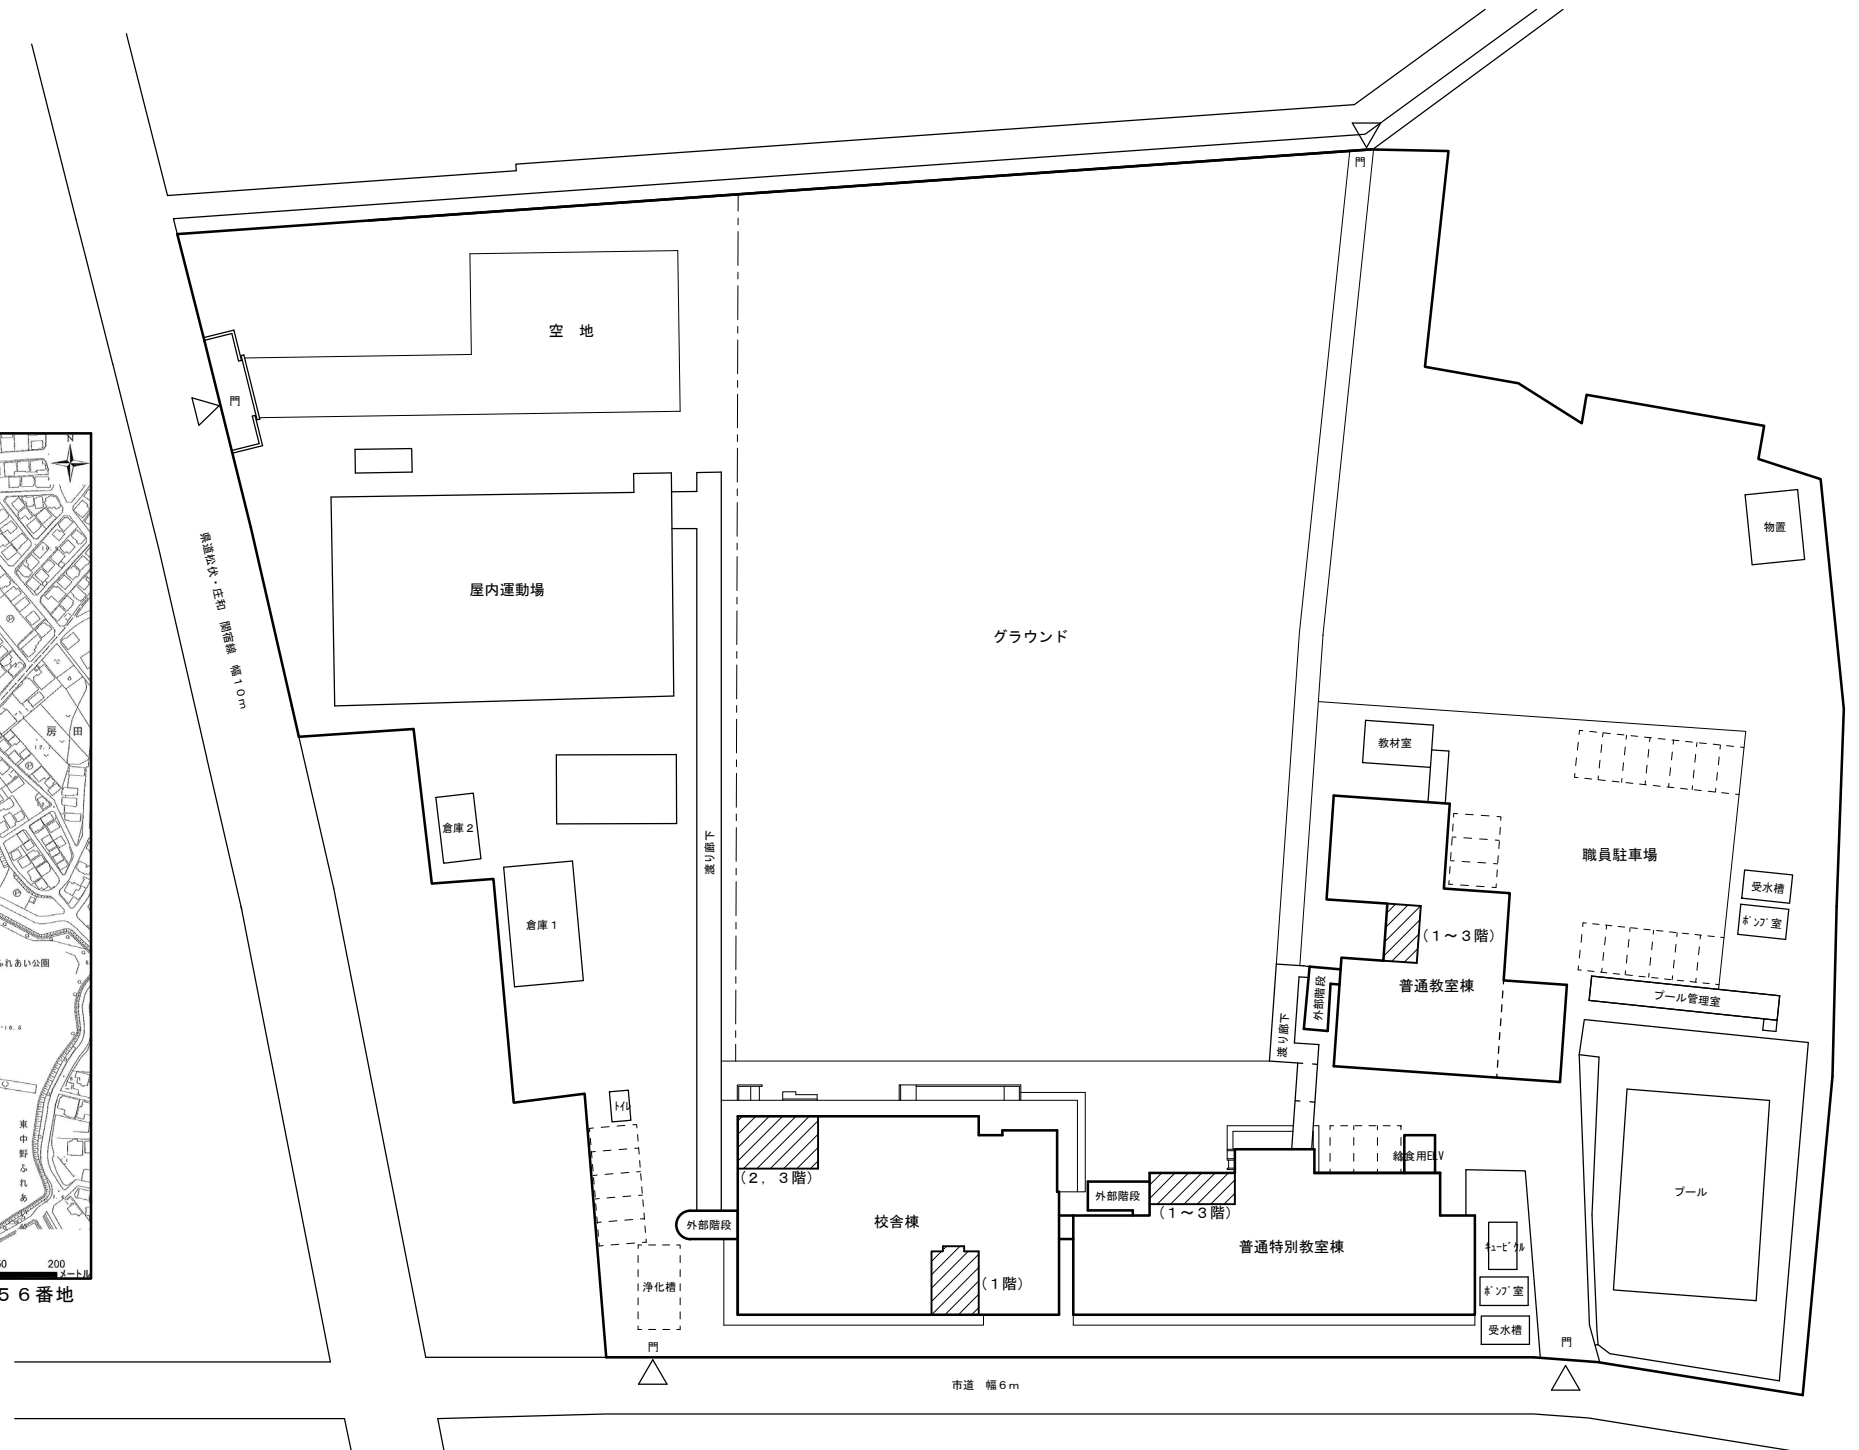 門
空　地
門
N
物置
県道松伏・庄和　関宿線　幅１０ｍ
屋内運動場
グラウンド
房　田
教材室
倉庫２
渡り廊下
職員駐車場
受水槽
ﾎﾟﾝﾌﾟ室
倉庫１
（１～３階）
ふれあい公園
普通教室棟
外部階段
プール管理室
渡り廊下
ﾄｲﾚ
東中野ふれあ
給食用ELV
（２，３階）
外部階段
プール
（１～３階）
校舎棟
外部階段
普通特別教室棟
ｷｭｰﾋﾞｸﾙ
200
メートル
浄化槽
（１階）
ﾎﾟﾝﾌﾟ室
５６番地
受水槽
門
門
市道　幅６ｍ